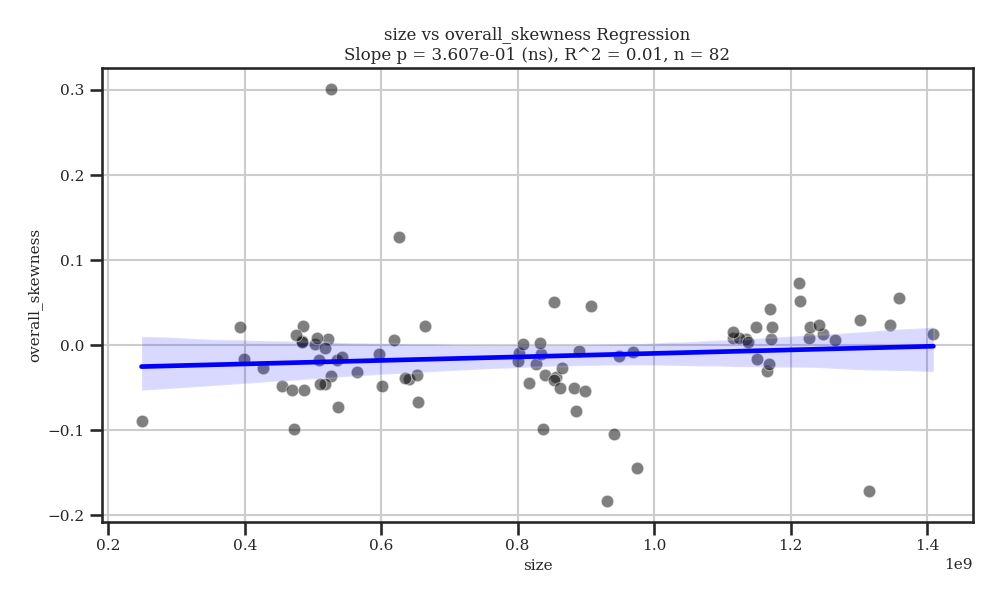 size vs overall_skewness Regression
Slope p = 3.607e-01 (ns), R^2 = 0.01, n = 82
overall_skewness
0.3
0.2
0.1
0.0
−0.1
−0.2
0.2
0.4
0.6
0.8
1.0
1.2
1.4
1e9
size